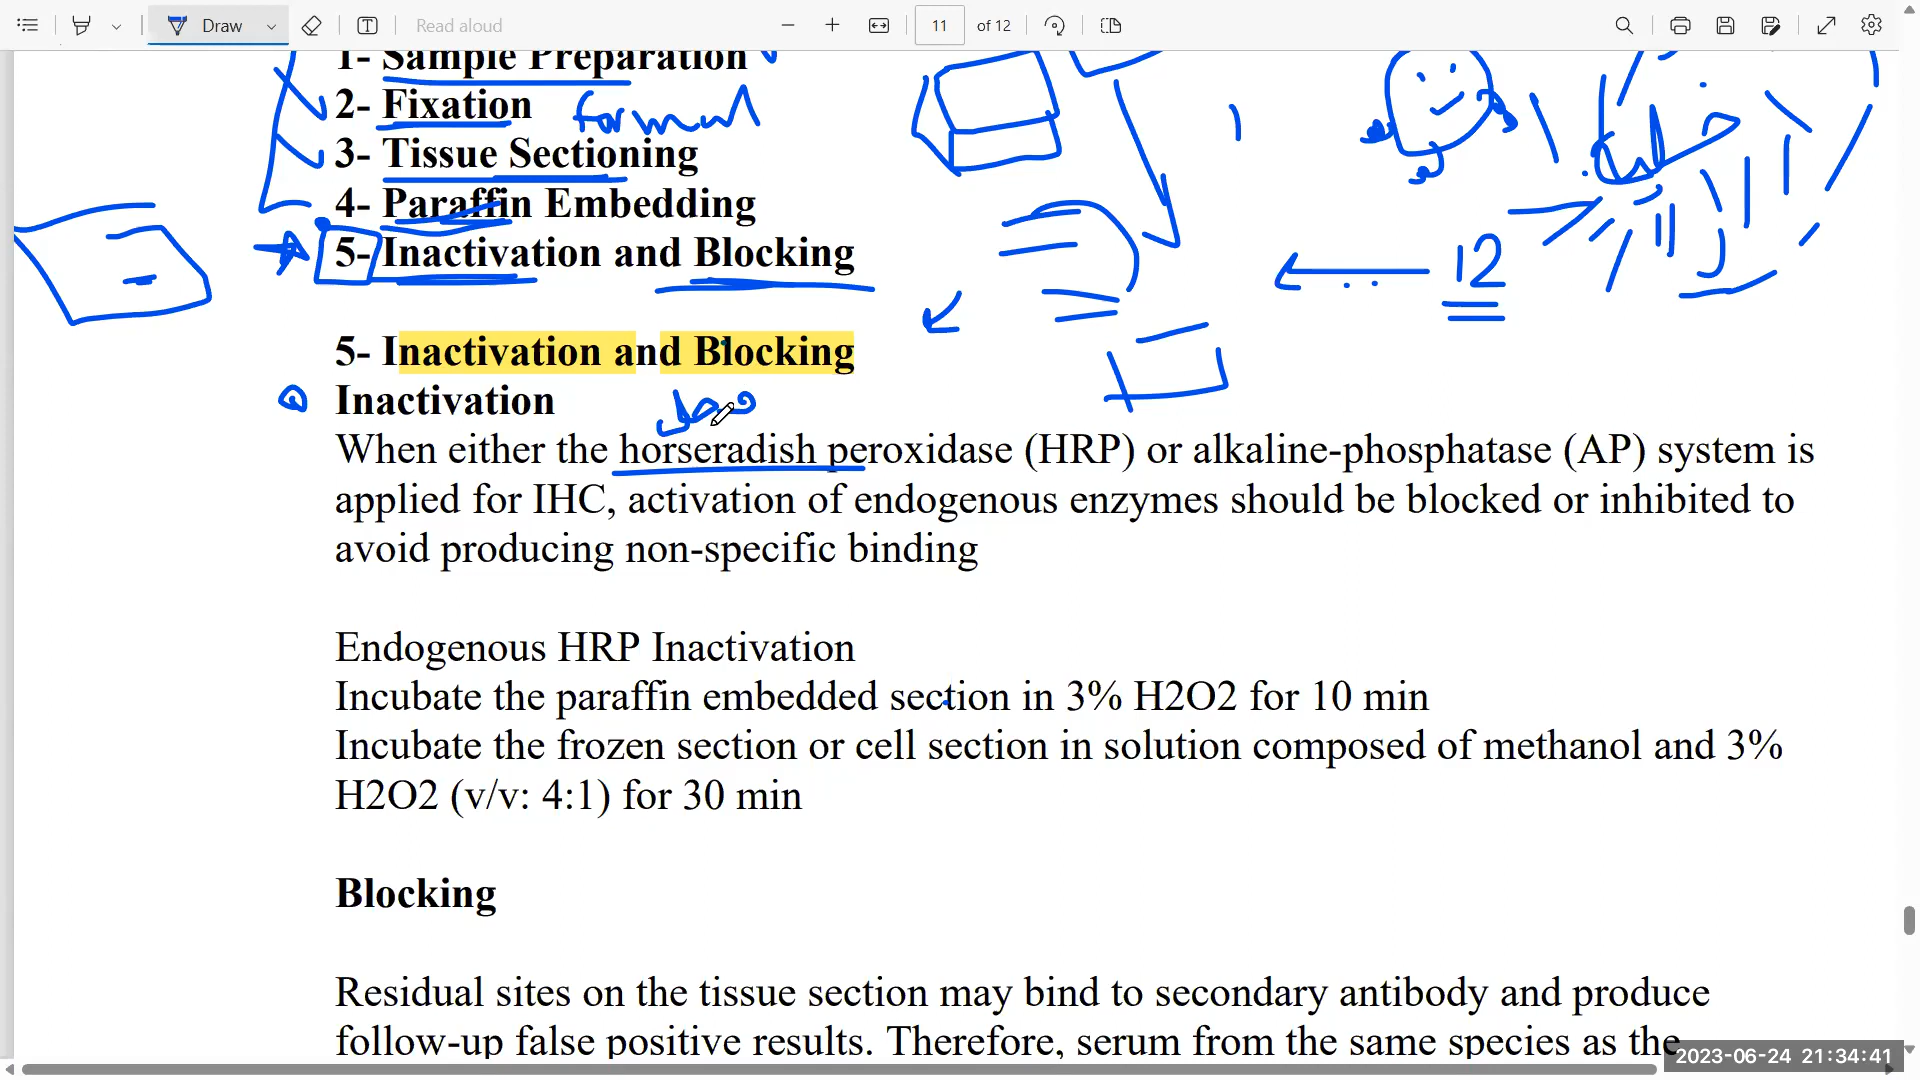 Draw
Read aloud
11 of 12
1- Sample Preparation
2- Fixation
3- Tissue Sectioning
4- Paraffin Embedding
5- Inactivation and Blocking
12
5- Inactivation and Blocking
Inactivation
When either the horseradish peroxidase (HRP) or alkaline-phosphatase (AP) system is
applied for IHC, activation of endogenous enzymes should be blocked or inhibited to
avoid producing non-specific binding
Endogenous HRP Inactivation
Incubate the paraffin embedded section in 3% H2O2 for 10 min
Incubate the frozen section or cell section in solution composed of methanol and 3%
H2O2 (v/v: 4:1) for 30 min
Blocking
Residual sites on the tissue section may bind to secondary antibody and produce
follow-up false positive results. Therefore, serum from the same species as the
2023-06-24 21:34:41